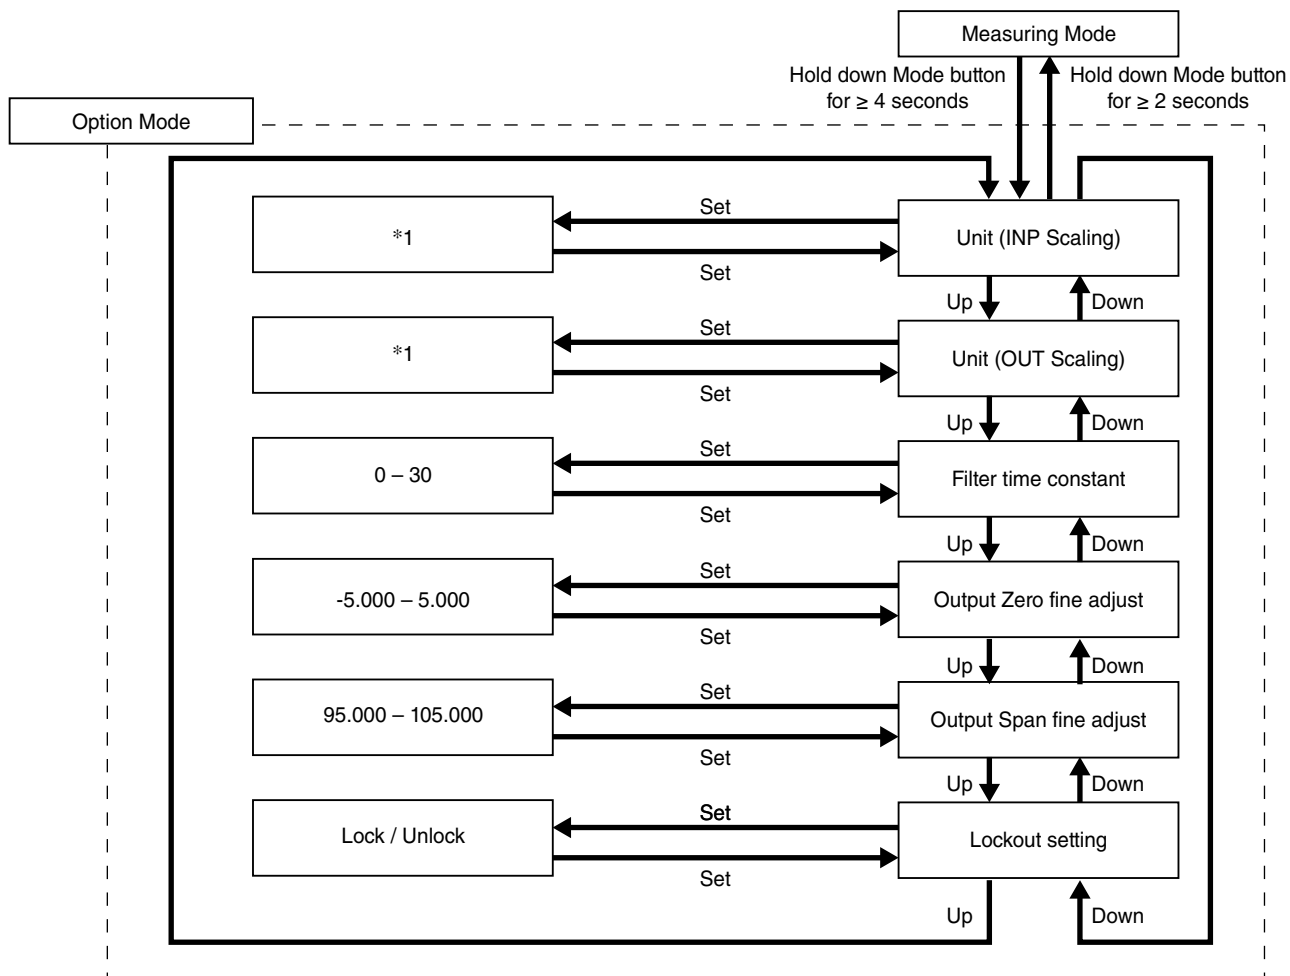 Measuring Mode
Hold down Mode button
for ≥ 4 seconds
Hold down Mode button
for ≥ 2 seconds
Option Mode
*1
Set
Set
Unit (INP Scaling)
Up
Down
*1
Set
Set
Unit (OUT Scaling)
Up
Down
0 – 30
Set
Set
Filter time constant
Up
Down
-5.000 – 5.000
Set
Set
Output Zero fine adjust
Up
Down
95.000 – 105.000
Set
Set
Output Span fine adjust
Up
Down
Lock / Unlock
Set
Set
Lockout setting
Up
Down